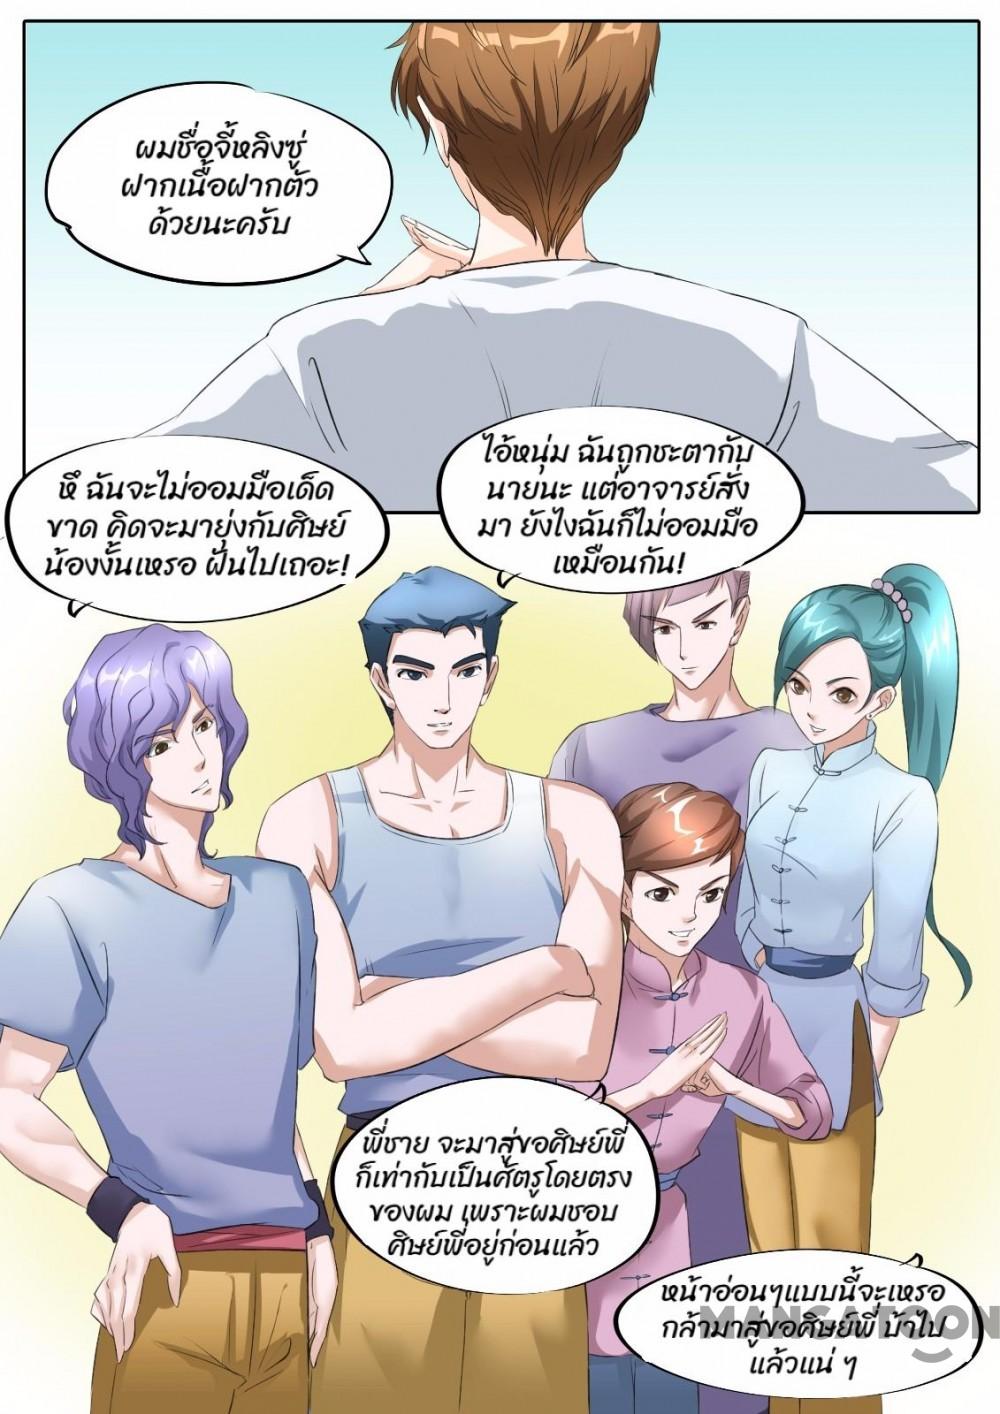 ผมชื่อจี้หลิงซู่
ฝากเนื้อฝากตัว
ด้วยนะครับ
หึ ฉันจะไม่ออมมือเด็ด
ขาด คิดจะมายุ่งกับศิษย์
น้องงั้นเหรอ ฝันไปเถอะ!
ไอ้หนุ่ม ฉันถูกชะตากับ
นายนะ แต่อาจารย์สั่ง
มา ยังไงฉันก็ไม่ออมมือ
เหมือนกัน!
พี่ชาย จะมาสู่ขอศิษย์พี่
ก็เท่ากับเป็นศัตรูโดยตรง
ของผม เพราะผมชอบ
ศิษย์พี่อยู่ก่อนแล้ว
หน้าอ่อนๆแบบนี้จะเหรอ
กล้ามาสู่ขอศิษย์พี่ บ้าไป
แล้วแน่ ๆ
MANGATOON